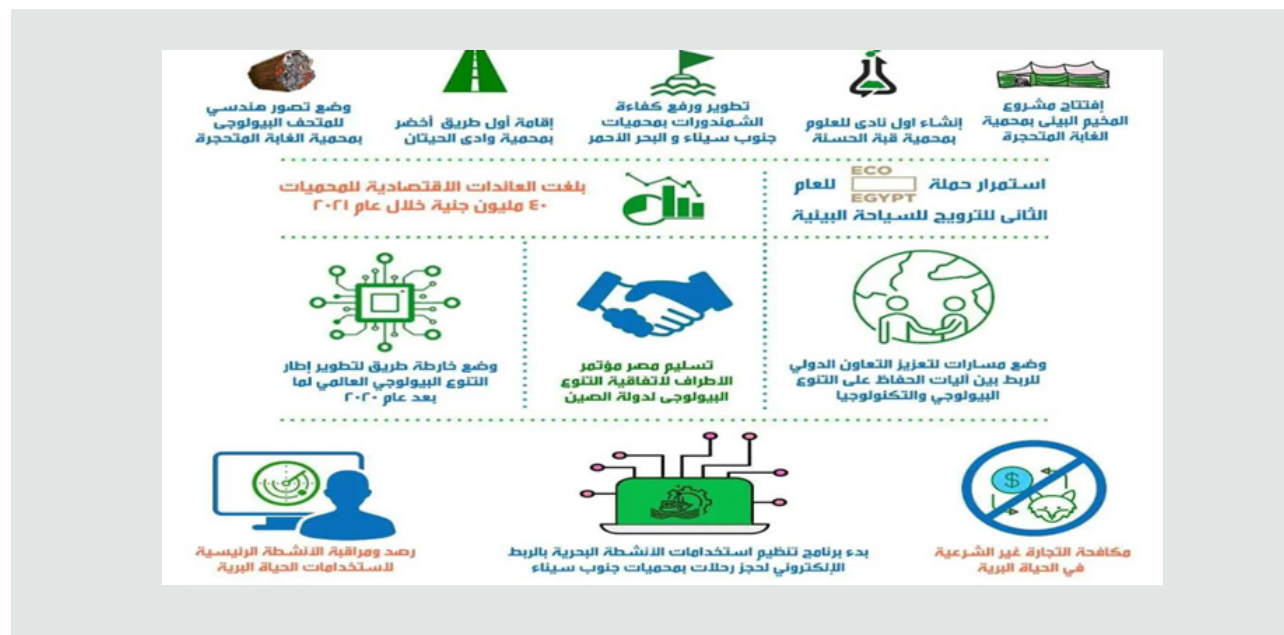 إفتتاح مشروع
المخيم البيئى بمحمية
الغابة المتحجرة
إنشاء اول نادى للعلوم
بمحمية قبة الحسنة
تطوير ورفع كفاءة
الشمندورات بمحميات
جنوب سيناء و البحر الأحمر
إقامة أول طريق أخضر
بمحمية وادى الحيتان
وضع تصور هندسي
للمتحف البيولوجى
بمحمية الغابة المتحجرة
استمرار حملة ECO EGYPT للعام
الثانى للترويج للسياحة البيئية
بلغت العائدات الاقتصادية للمحميات
٤٠ مليون جنية خلال عام ٢٠٢١
وضع مسارات لتعزيز التعاون الدولي
للربط بين آليات الحفاظ على التنوع
البيولوجي والتكنولوجيا
تسليم مصر مؤتمر
الأطراف لاتفاقية التنوع
البيولوجى لدولة الصين
وضع خارطة طريق لتطوير إطار
التنوع البيولوجي العالمي لما
بعد عام ٢٠٢٠
$
مكافحة التجارة غير الشرعية
في الحياة البرية
بدء برنامج تنظيم استخدامات الأنشطة البحرية بالربط
الإلكتروني لحجز رحلات بمحميات جنوب سيناء
رصد ومراقبة الأنشطة الرئيسية
لاستخدامات الحياة البرية